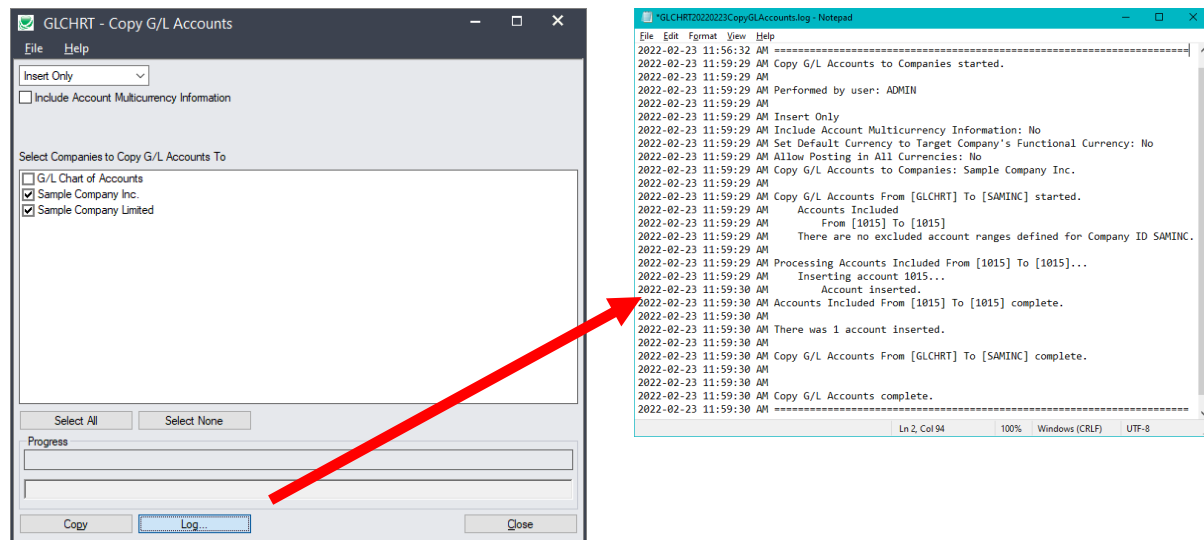 GLCHRT - Copy G/L Accounts
File Help
Insert Only
Include Account Multicurrency Information
Select Companies to Copy G/L Accounts To
G/L Chart of Accounts
Sample Company Inc.
Sample Company Limited
Select All Select None
Progress
Copy Log... Close
*GLCHRT20220223CopyGLAccounts.log - Notepad
File Edit Format View Help
2022-02-23 11:56:32 AM ======================================================================
2022-02-23 11:59:29 AM Copy G/L Accounts to Companies started.
2022-02-23 11:59:29 AM
2022-02-23 11:59:29 AM Performed by user: ADMIN
2022-02-23 11:59:29 AM
2022-02-23 11:59:29 AM Insert Only
2022-02-23 11:59:29 AM Include Account Multicurrency Information: No
2022-02-23 11:59:29 AM Set Default Currency to Target Company's Functional Currency: No
2022-02-23 11:59:29 AM Allow Posting in All Currencies: No
2022-02-23 11:59:29 AM Copy G/L Accounts to Companies: Sample Company Inc.
2022-02-23 11:59:29 AM
2022-02-23 11:59:29 AM Copy G/L Accounts From [GLCHRT] To [SAMINC] started.
2022-02-23 11:59:29 AM Accounts Included
2022-02-23 11:59:29 AM From [1015] To [1015]
2022-02-23 11:59:29 AM There are no excluded account ranges defined for Company ID SAMINC.
2022-02-23 11:59:29 AM
2022-02-23 11:59:29 AM Processing Accounts Included From [1015] To [1015]...
2022-02-23 11:59:29 AM Inserting account 1015...
2022-02-23 11:59:30 AM Account inserted.
2022-02-23 11:59:30 AM Accounts Included From [1015] To [1015] complete.
2022-02-23 11:59:30 AM
2022-02-23 11:59:30 AM There was 1 account inserted.
2022-02-23 11:59:30 AM
2022-02-23 11:59:30 AM Copy G/L Accounts From [GLCHRT] To [SAMINC] complete.
2022-02-23 11:59:30 AM
2022-02-23 11:59:30 AM
2022-02-23 11:59:30 AM Copy G/L Accounts complete.
2022-02-23 11:59:30 AM ======================================================================
Ln 2, Col 94 100% Windows (CRLF) UTF-8